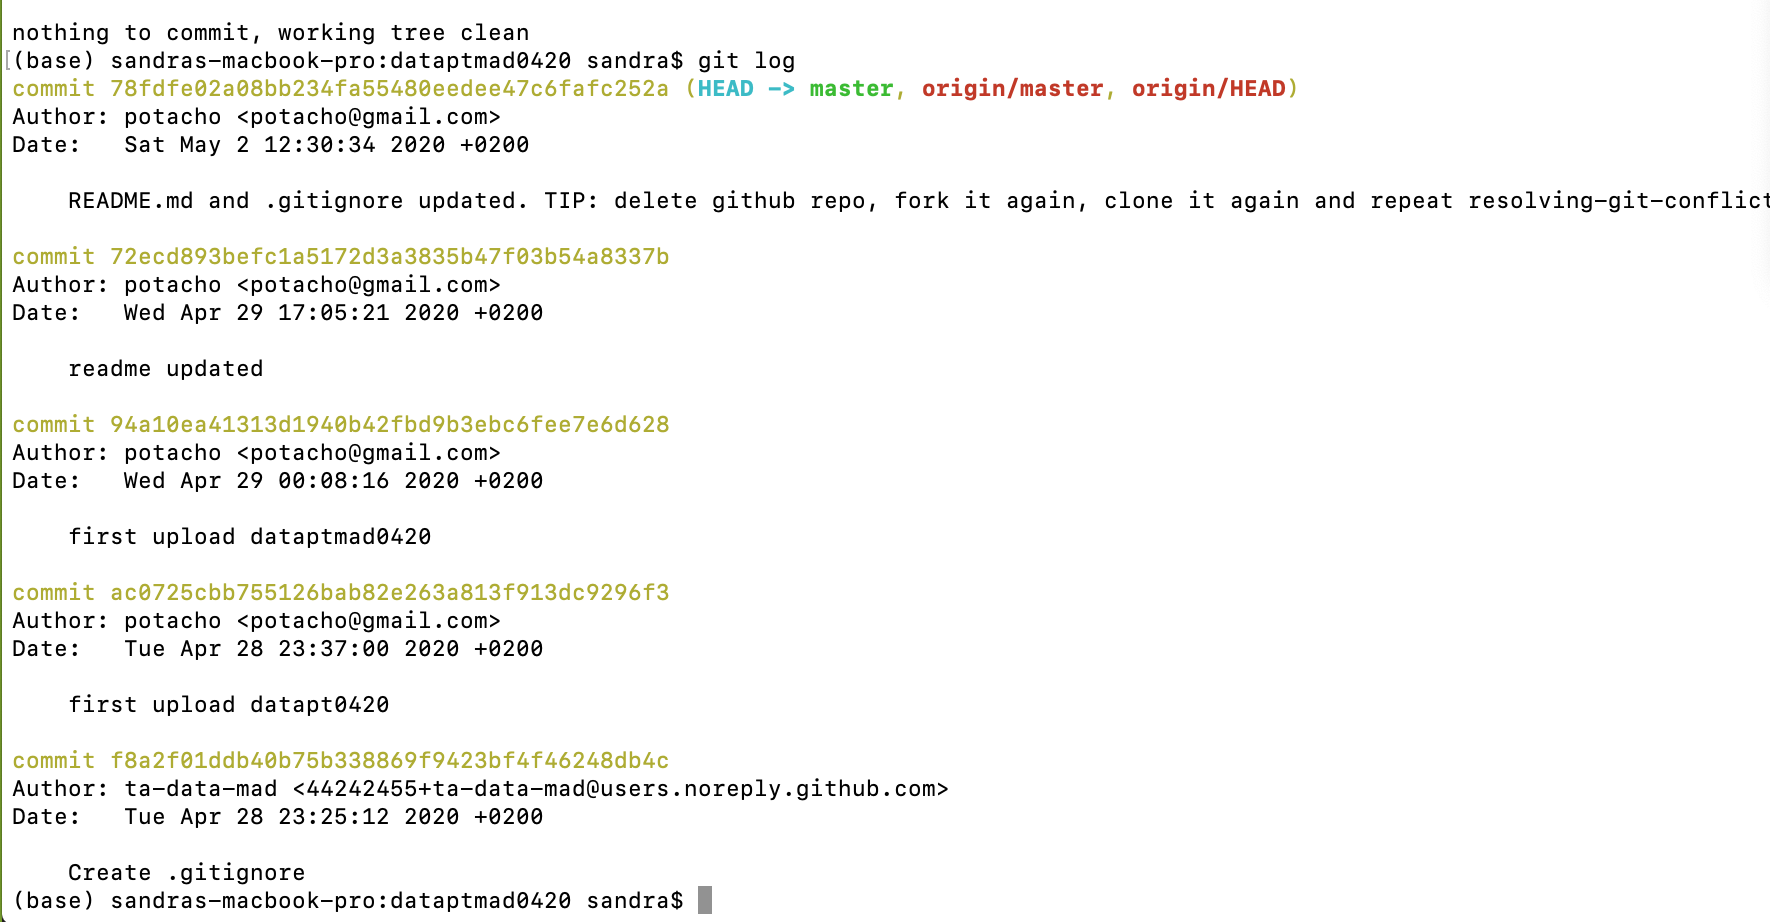 nothing to commit, working tree clean
[(base) sandras-macbook-pro:dataptmad0420 sandra$ git log
commit 78fdfe02a08bb234fa55480eedee47c6fafc252a (HEAD -> master, origin/master, origin/HEAD)
Author: potacho <potacho@gmail.com>
Date:   Sat May 2 12:30:34 2020 +0200
README.md and .gitignore updated. TIP: delete github repo, fork it again, clone it again and repeat resolving-git-conflict
commit 72ecd893befc1a5172d3a3835b47f03b54a8337b
Author: potacho <potacho@gmail.com>
Date:   Wed Apr 29 17:05:21 2020 +0200
readme updated
commit 94a10ea41313d1940b42fbd9b3ebc6fee7e6d628
Author: potacho <potacho@gmail.com>
Date:   Wed Apr 29 00:08:16 2020 +0200
first upload dataptmad0420
commit ac0725cbb755126bab82e263a813f913dc9296f3
Author: potacho <potacho@gmail.com>
Date:   Tue Apr 28 23:37:00 2020 +0200
first upload datapt0420
commit f8a2f01ddb40b75b338869f9423bf4f46248db4c
Author: ta-data-mad <44242455+ta-data-mad@users.noreply.github.com>
Date:   Tue Apr 28 23:25:12 2020 +0200
Create .gitignore
(base) sandras-macbook-pro:dataptmad0420 sandra$